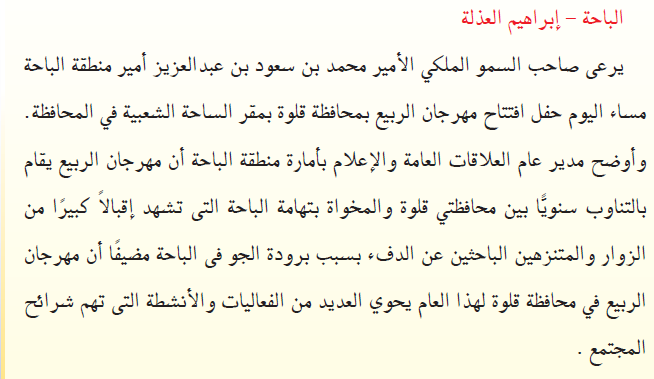 الباحة – إبراهيم العذلة
يرعى صاحب السمو الملكي الأمير محمد بن سعود بن عبدالعزيز أمير منطقة الباحة
مساء اليوم حفل افتتاح مهرجان الربيع بمحافظة قلوة بمقر الساحة الشعبية في المحافظة.
وأوضح مدير عام العلاقات العامة والإعلام بأمارة منطقة الباحة أن مهرجان الربيع يقام
بالتناوب سنويًّا بين محافظتي قلوة والمخواة بتهامة الباحة التى تشهد إقبالاً كبيرًا من
الزوار والمتنزهين الباحثين عن الدفء بسبب برودة الجو فى الباحة مضيفًا أن مهرجان
الربيع في محافظة قلوة لهذا العام يحوي العديد من الفعاليات والأنشطة التى تهم شرائح
المجتمع .